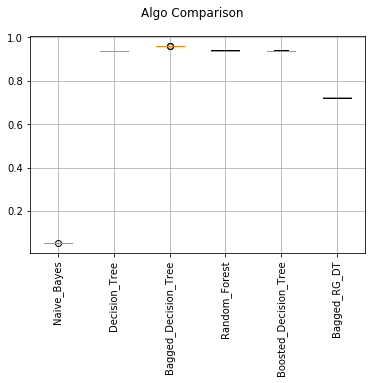 Algo Comparison
1.0
0.8
0.6
0.4
0.2
Naive_Bayes
Decision_Tree
Bagged_Decision_Tree
Random_Forest
Boosted_Decision_Tree
Bagged_RG_DT